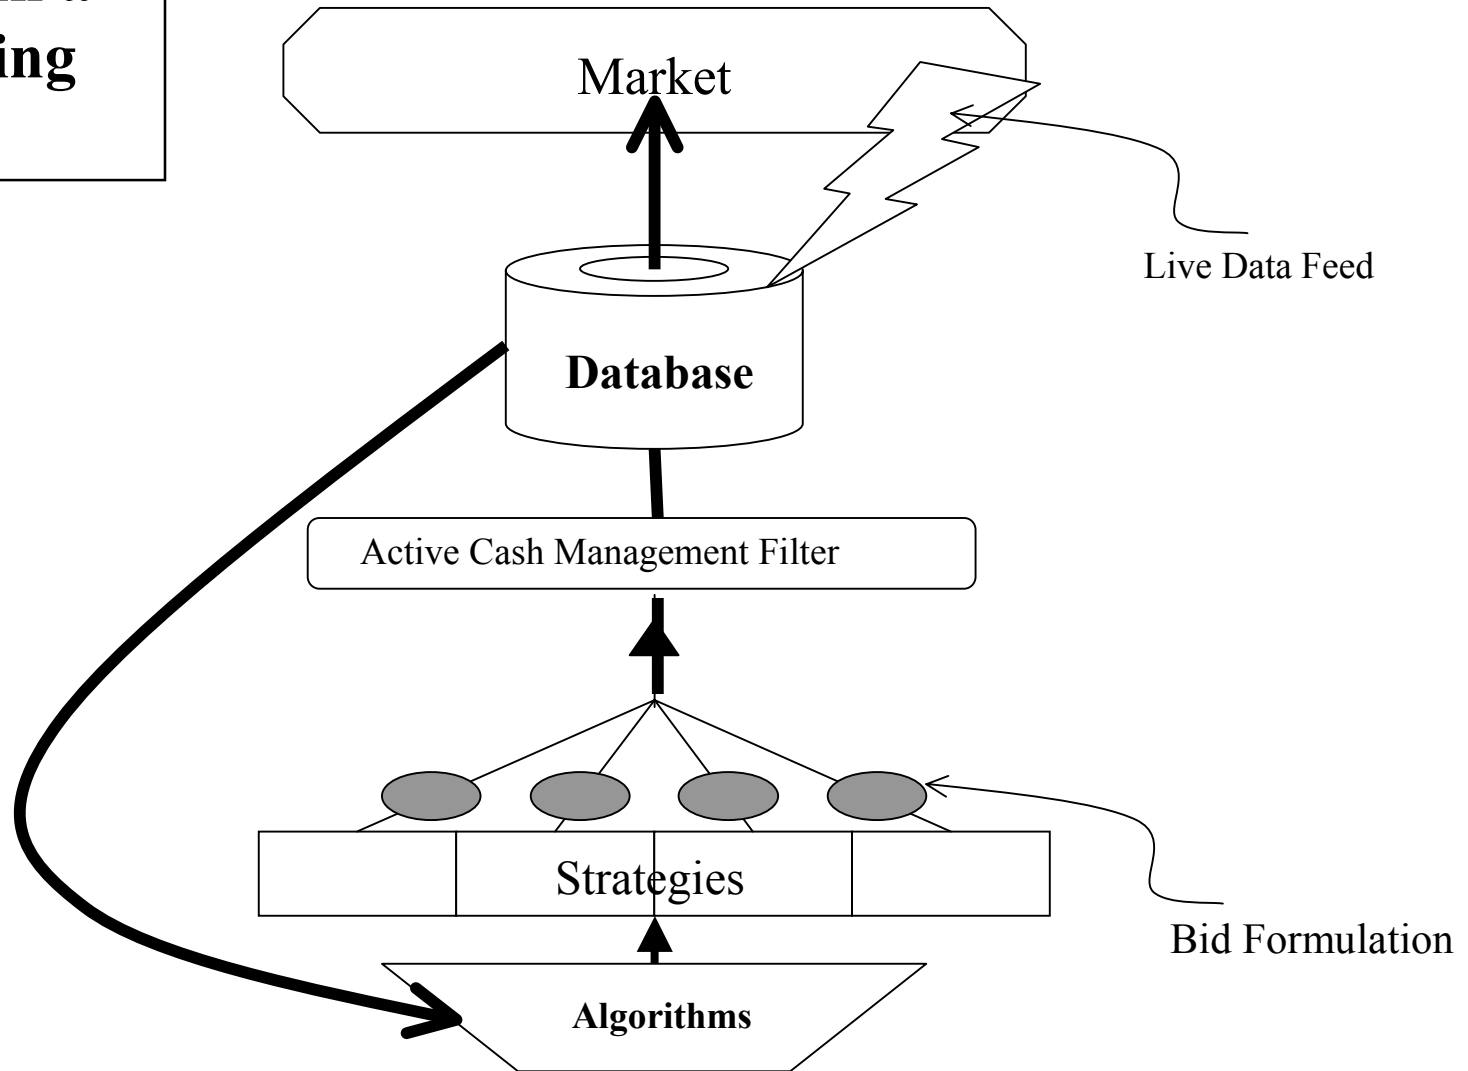 ing
Market
Live Data Feed
Database
Active Cash Management Filter
Strategies
Bid Formulation
Algorithms